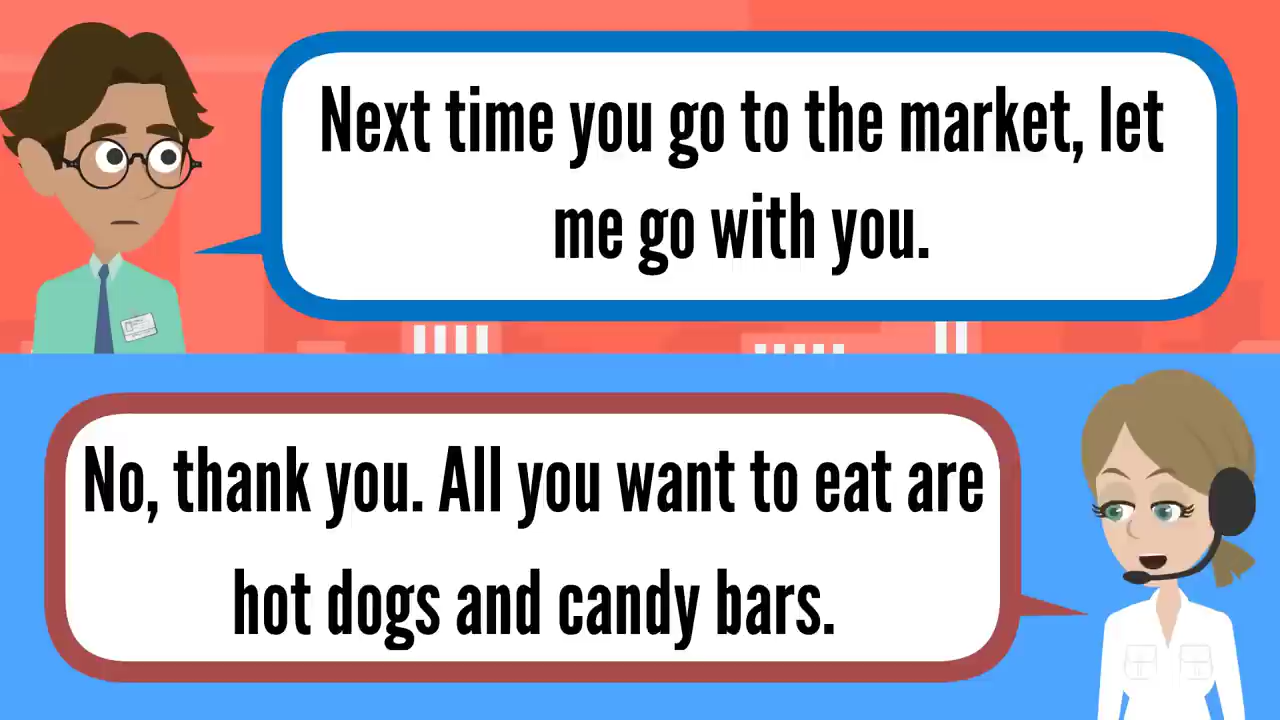 Next time you go to the market, let
me go with you.
No, thank you. All you want to eat are
hot dogs and candy bars.